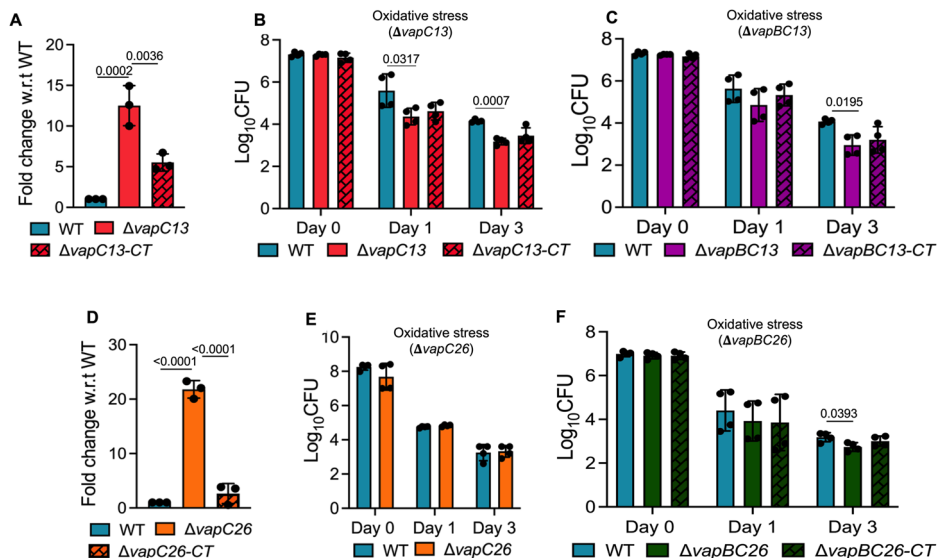 A
Fold change w.r.t WT
20
15
10
5
0
0.0002
0.0036
WT
ΔvapC13
ΔvapC13-CT
B
Oxidative stress
(ΔvapC13)
Log10CFU
8
6
4
2
0
0.0317
0.0007
Day 0
Day 1
Day 3
WT
ΔvapC13
ΔvapC13-CT
C
Oxidative stress
(ΔvapBC13)
Log10CFU
8
6
4
2
0
0.0195
Day 0
Day 1
Day 3
WT
ΔvapBC13
ΔvapBC13-CT
D
Fold change w.r.t WT
30
20
10
0
<0.0001
<0.0001
WT
ΔvapC26
ΔvapC26-CT
E
Oxidative stress
(ΔvapC26)
Log10CFU
10
8
6
4
2
0
Day 0
Day 1
Day 3
WT
ΔvapC26
F
Oxidative stress
(ΔvapBC26)
Log10CFU
8
6
4
2
0
0.0393
Day 0
Day 1
Day 3
WT
ΔvapBC26
ΔvapBC26-CT